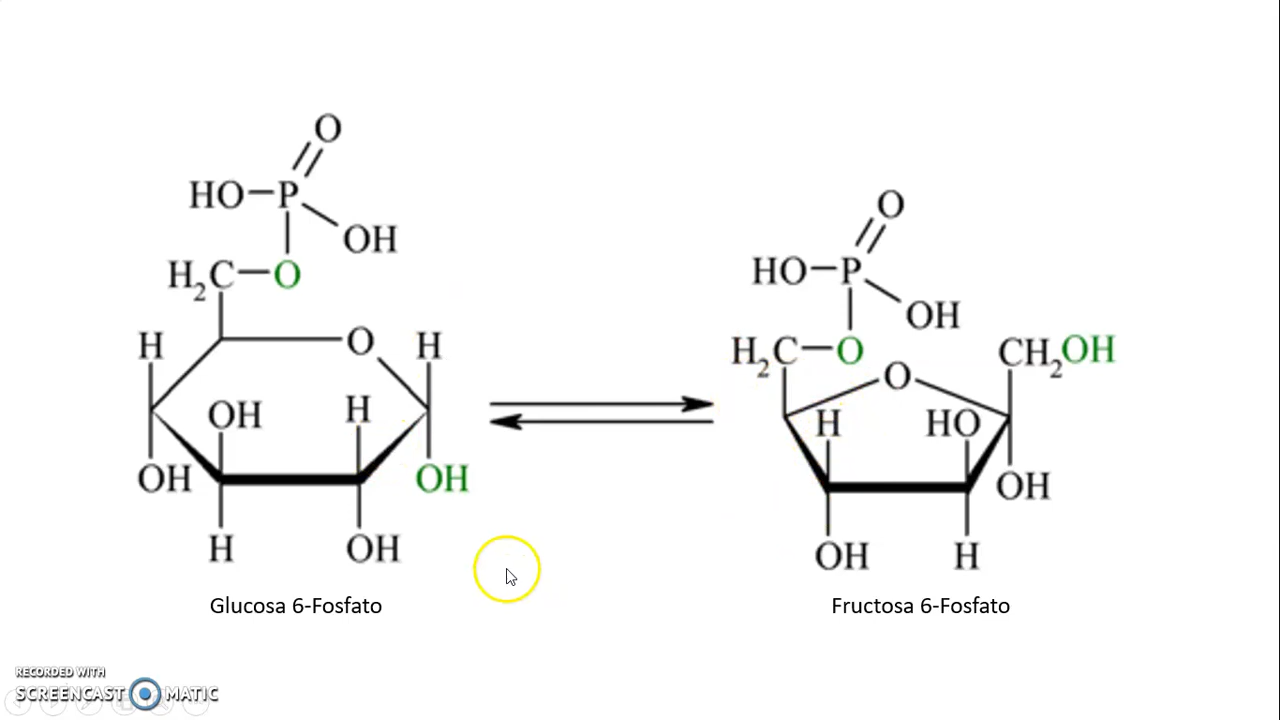 O
HO P
OH
H₂C O
H O H
OH H
OH OH
H OH
Glucosa 6-Fosfato
O
HO P
OH
H₂C O CH₂OH
O
H HO
OH
OH H
Fructosa 6-Fosfato
RECORDED WITH
SCREENCAST MATIC